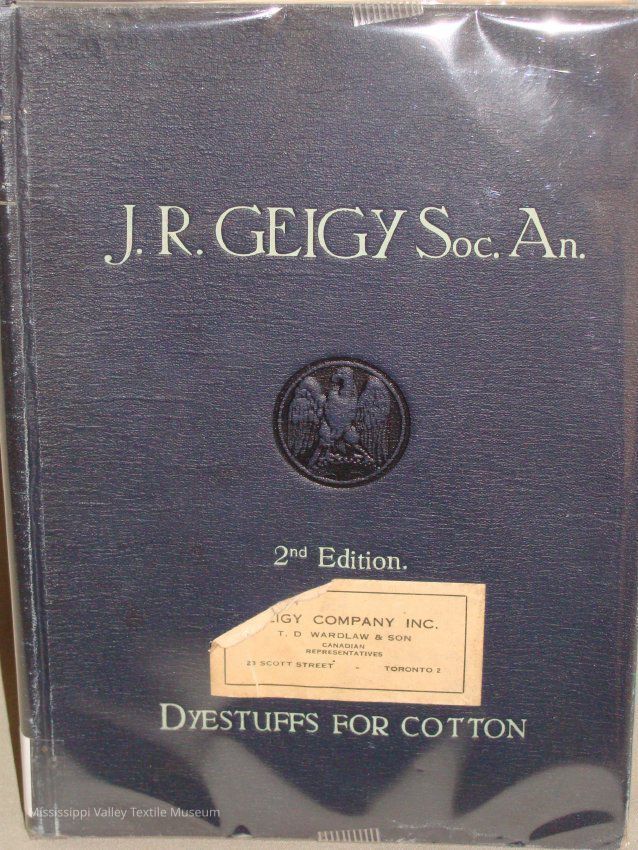 J. R. GEIGY Soc. An.
2nd Edition.
EIGY COMPANY INC.
T. D WARDLAW & SON
CANADIAN
REPRESENTATIVES
23 SCOTT STREET - TORONTO 2
DYESTUFFS FOR COTTON
Mississippi Valley Textile Museum